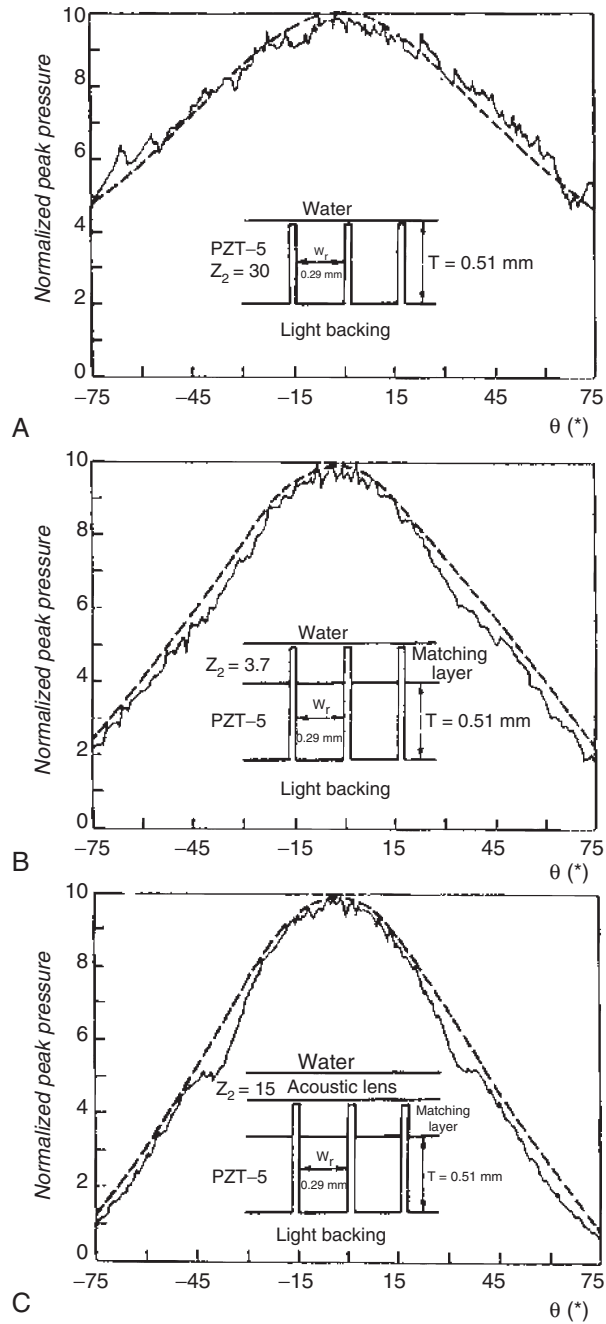 Normalized peak pressure
10
8
6
4
2
0
Water
PZT–5
Z2 = 30
Wr
0.29 mm
T = 0.51 mm
Light backing
–75
–45
–15
15
45
75
θ (*)
A
Normalized peak pressure
10
8
6
4
2
0
Water
Z2 = 3.7
Matching
layer
Wr
PZT–5
0.29 mm
T = 0.51 mm
Light backing
–75
–45
–15
15
45
75
θ (*)
B
Normalized peak pressure
10
8
6
4
2
0
Water
Z2 = 15 Acoustic lens
Matching
layer
Wr
PZT–5
0.29 mm
T = 0.51 mm
Light backing
–75
–45
–15
15
45
75
θ (*)
C